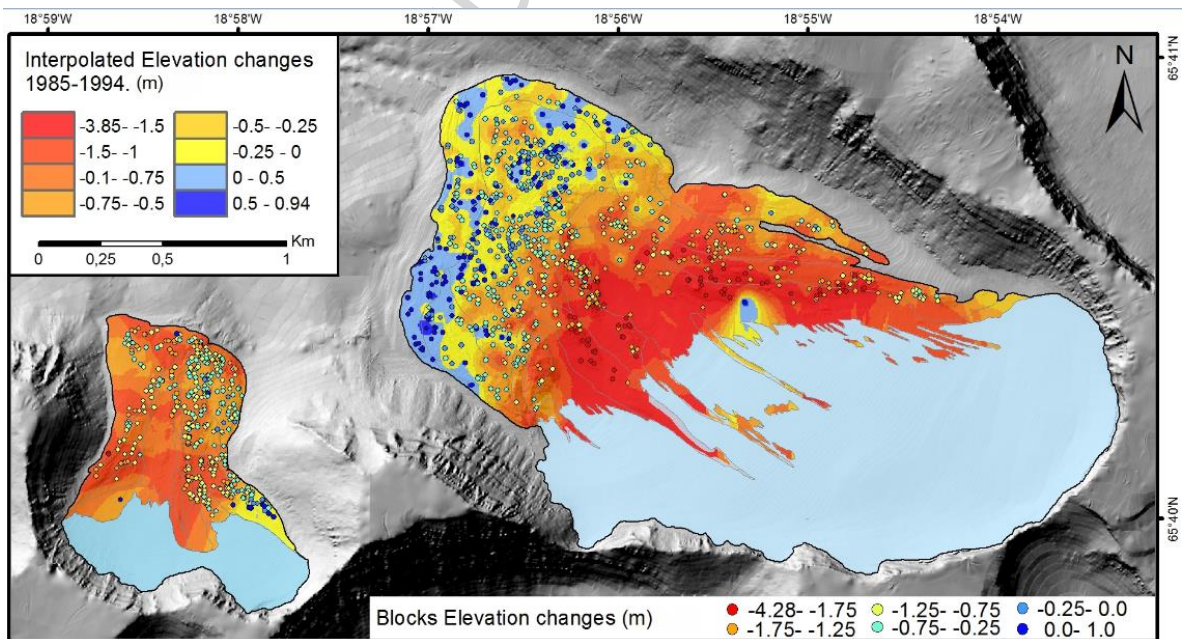 18°59'W 18°58'W 18°57'W 18°56'W 18°55'W 18°54'W
Interpolated Elevation changes
1985-1994. (m)
-3.85- -1.5 -0.5- -0.25
-1.5- -1 -0.25 - 0
-0.1- -0.75 0 - 0.5
-0.75- -0.5 0.5 - 0.94
Km
0 0,25 0,5 1
N
65°41'N
65°40'N
Blocks Elevation changes (m) -4.28- -1.75 -1.25- -0.75 -0.25- 0.0
-1.75- -1.25 -0.75- -0.25 0.0- 1.0